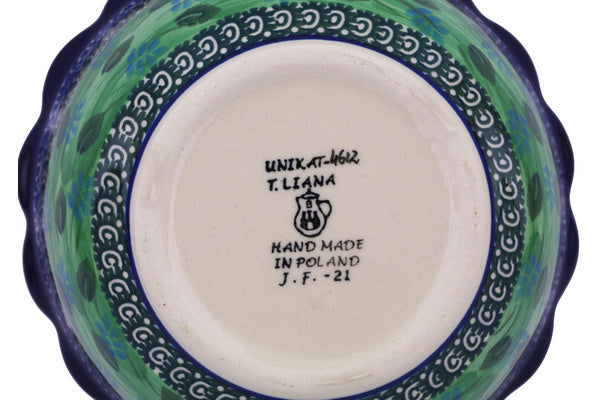 UNIKAT-4612
T. LIANA
B
HAND MADE
IN POLAND
J. F. - 21